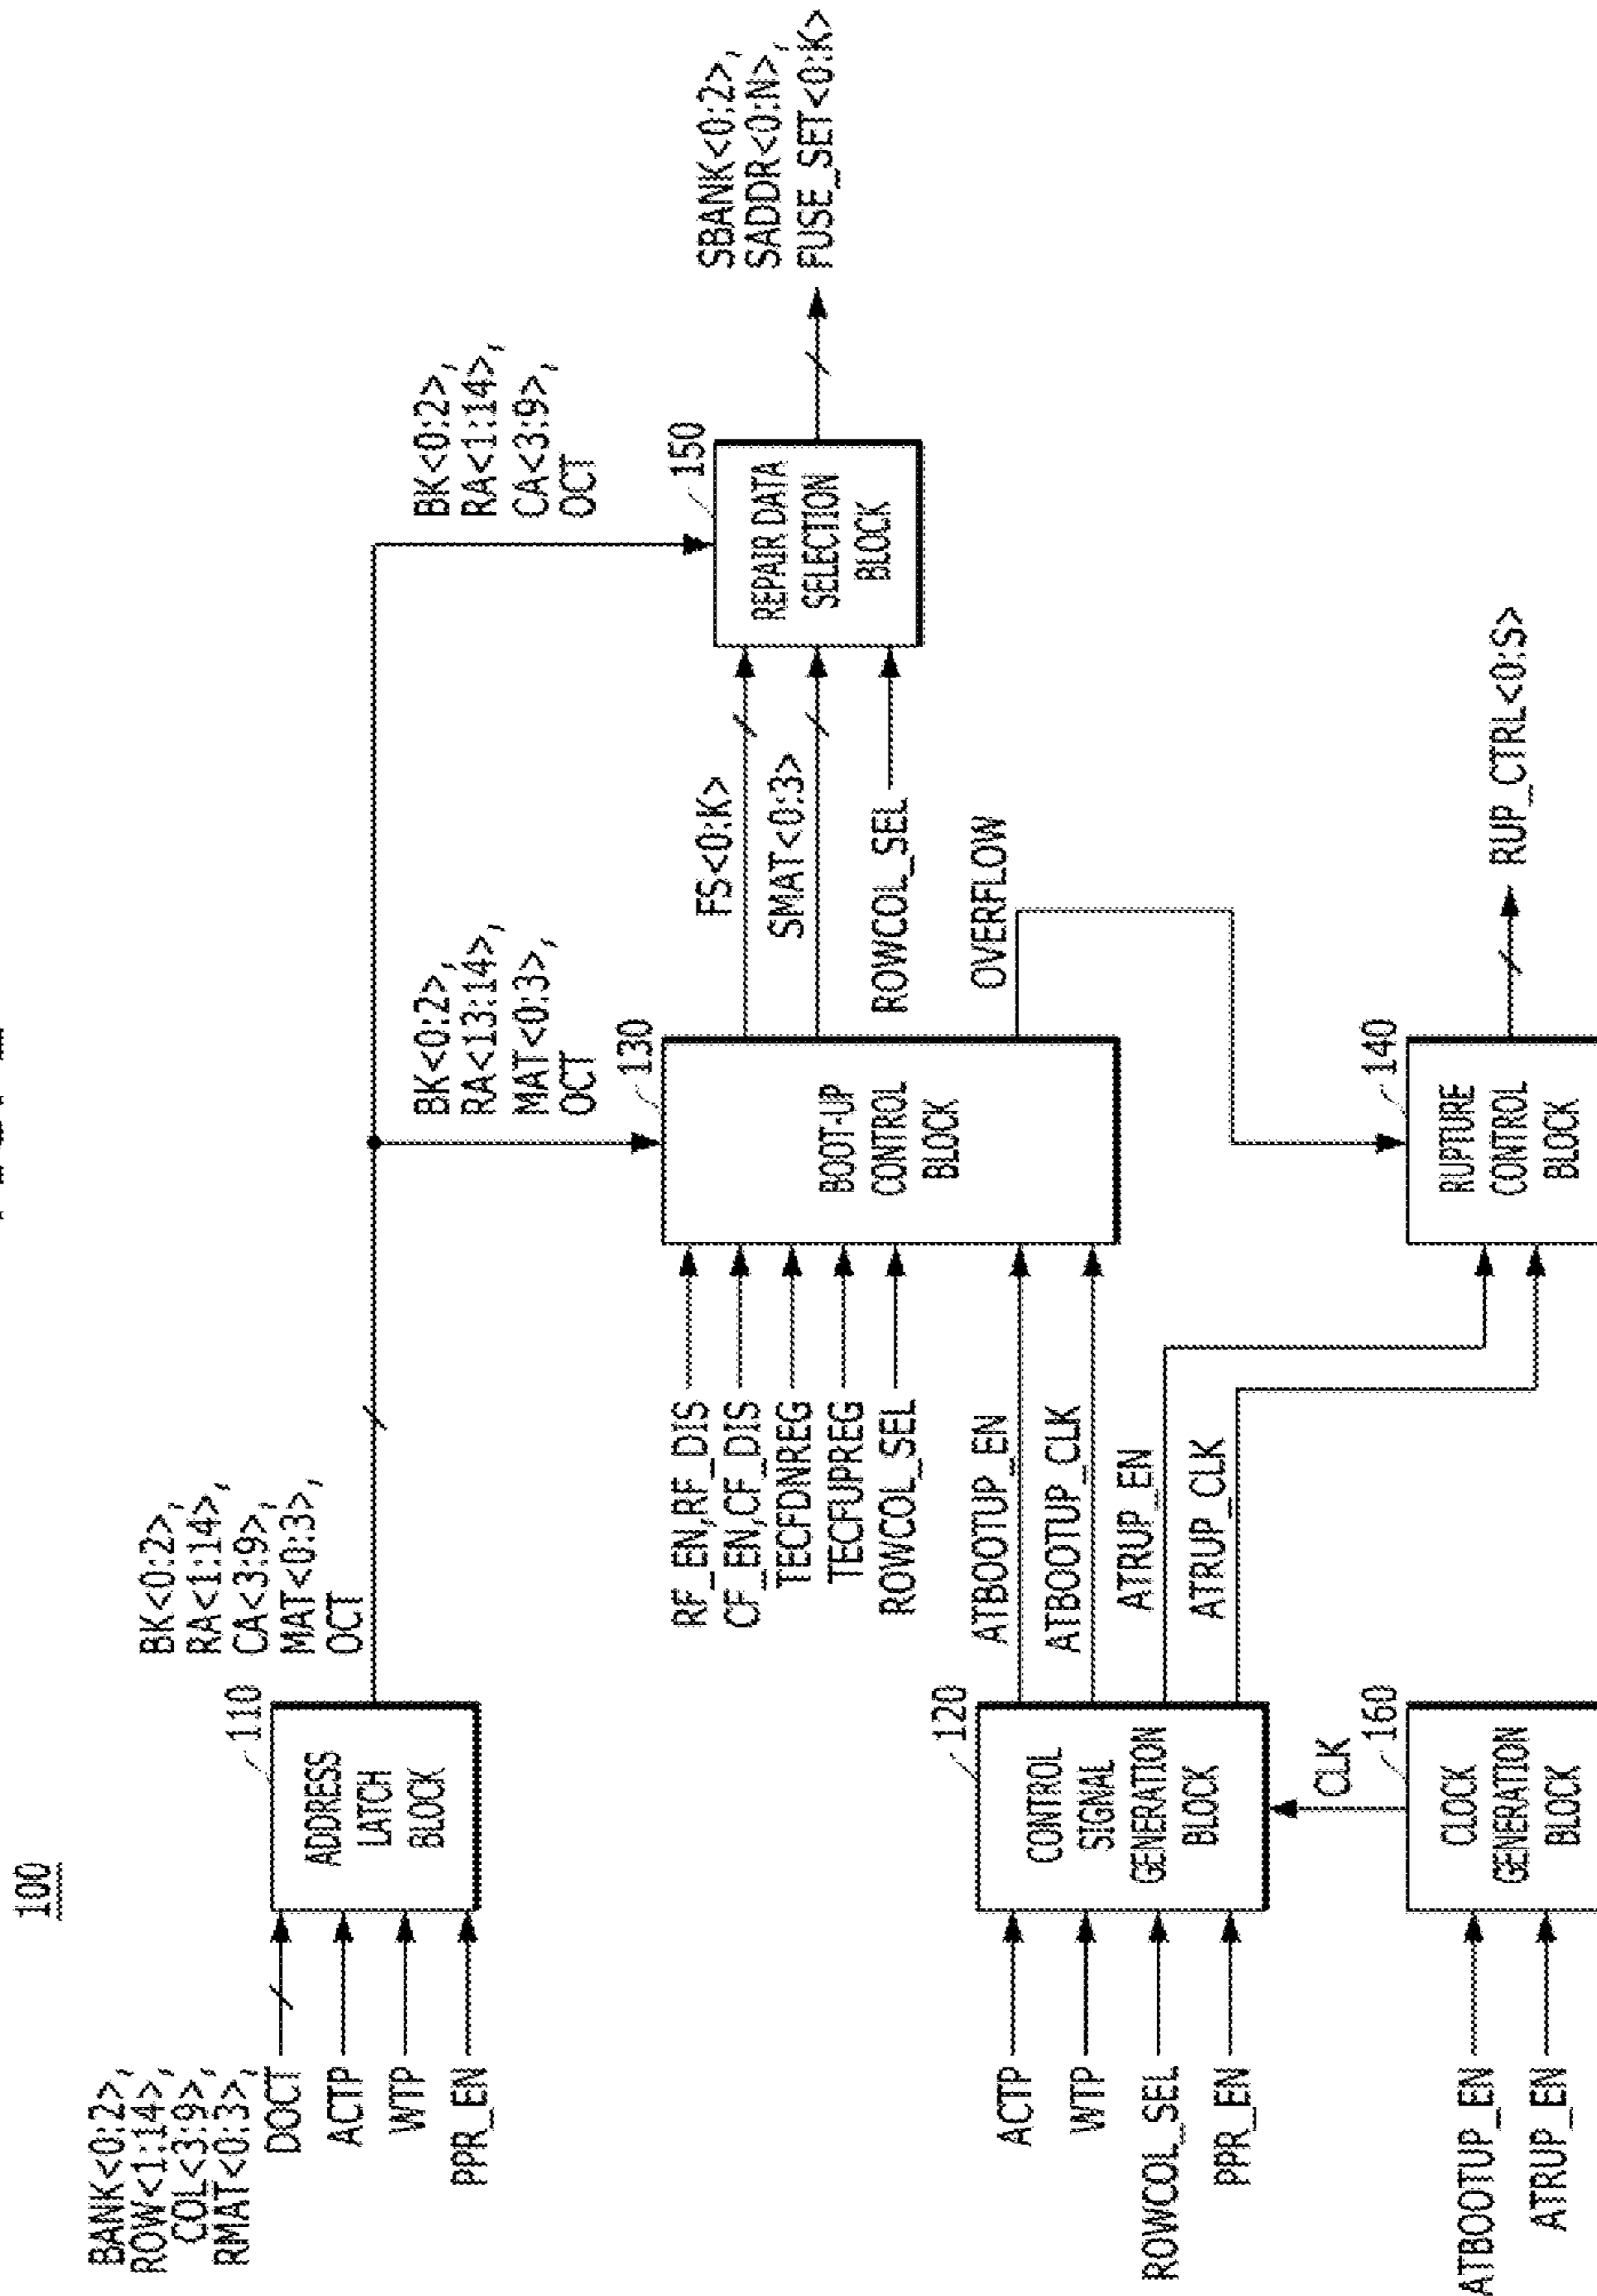 100
BANK<0:2>,
ROW<1:14>,
COL<3:9>,
RMAT<0:3>,
DOCT
ACTP
WTP
PPR_EN
110
ADDRESS
LATCH
BLOCK
BK<0:2>,
RA<1:14>,
CA<3:9>,
MAT<0:3>,
OCT
BK<0:2>,
RA<13:14>,
MAT<0:3>,
OCT
BK<0:2>,
RA<1:14>,
CA<3:9>,
OCT
RF_EN,RF_DIS
CF_EN,CF_DIS
TECFDNREG
TECFUPREG
ROWCOL_SEL
130
BOOT-UP
CONTROL
BLOCK
FS<0:K>
SMAT<0:3>
ROWCOL_SEL
OVERFLOW
150
REPAIR DATA
SELECTION
BLOCK
SBANK<0:2>,
SADDR<0:N>,
FUSE_SET<0:K>
ACTP
WTP
ROWCOL_SEL
PPR_EN
120
CONTROL
SIGNAL
GENERATION
BLOCK
ATBOOTUP_EN
ATBOOTUP_CLK
ATRUP_EN
ATRUP_CLK
140
RUPTURE
CONTROL
BLOCK
RUP_CTRL<0:S>
CLK
ATBOOTUP_EN
ATRUP_EN
160
CLOCK
GENERATION
BLOCK